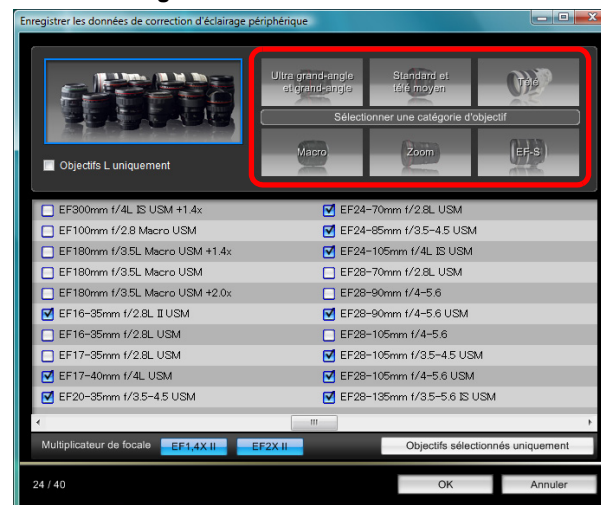 Enregistrer les données de correction d'éclairage périphérique
Ultra grand-angle et grand-angle
Standard et télé moyen
Télé
Sélectionner une catégorie d'objectif
Macro
Zoom
EF-S
Objectifs L uniquement
EF300mm f/4L IS USM +1.4x
EF100mm f/2.8 Macro USM
EF180mm f/3.5L Macro USM +1.4x
EF180mm f/3.5L Macro USM
EF180mm f/3.5L Macro USM +2.0x
EF16-35mm f/2.8L II USM
EF16-35mm f/2.8L USM
EF17-35mm f/2.8L USM
EF17-40mm f/4L USM
EF20-35mm f/3.5-4.5 USM
EF24-70mm f/2.8L USM
EF24-85mm f/3.5-4.5 USM
EF24-105mm f/4L IS USM
EF28-70mm f/2.8L USM
EF28-90mm f/4-5.6
EF28-90mm f/4-5.6 USM
EF28-105mm f/4-5.6
EF28-105mm f/3.5-4.5 USM
EF28-105mm f/4-5.6 USM
EF28-135mm f/3.5-5.6 IS USM
Multiplicateur de focale
EF1,4X II
EF2X II
Objectifs sélectionnés uniquement
24 / 40
OK
Annuler